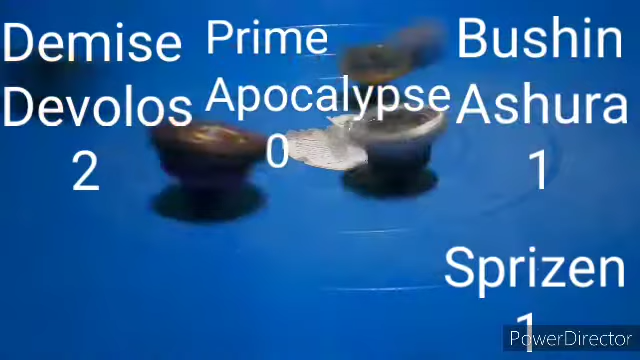 Demise
Devolos
2
Prime
Apocalypse
0
Bushin
Ashura
1
Sprizen
1
PowerDirector